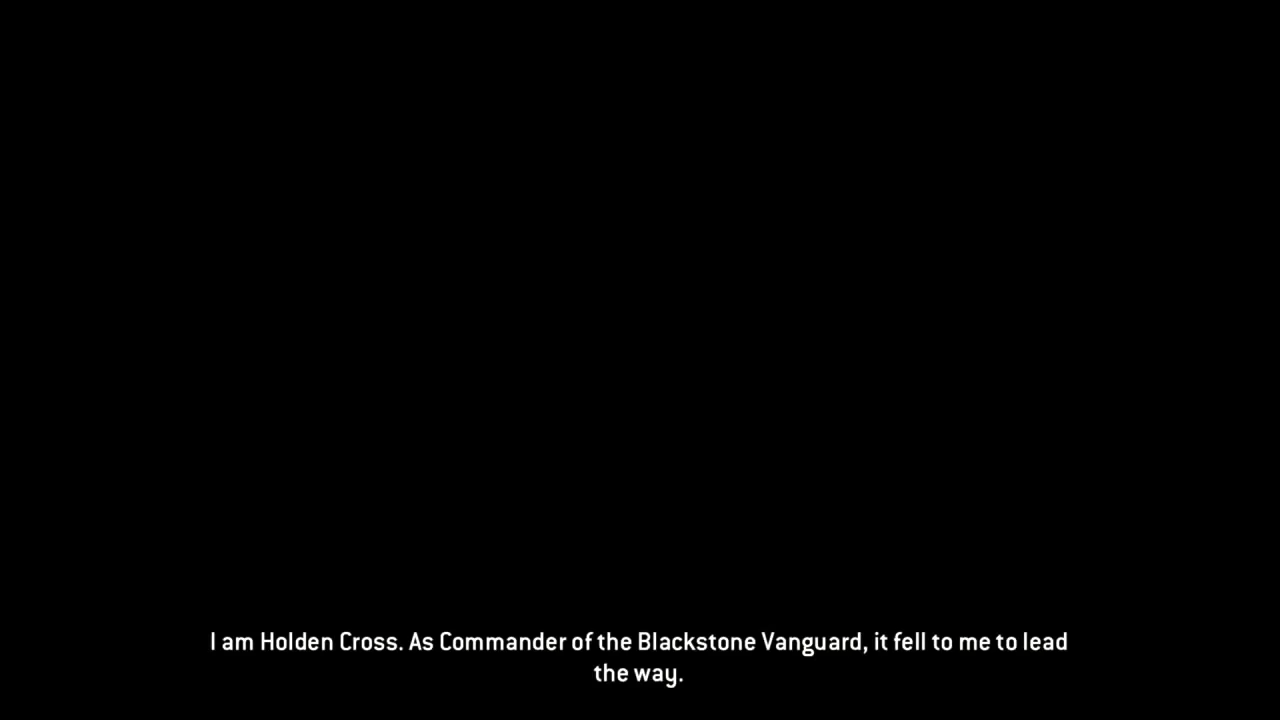 I am Holden Cross. As Commander of the Blackstone Vanguard, it fell to me to lead
the way.